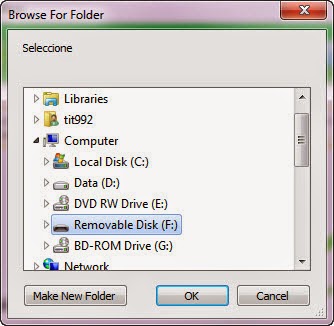 Browse For Folder
Seleccione
Libraries
tit992
Computer
Local Disk (C:)
Data (D:)
DVD RW Drive (E:)
Removable Disk (F:)
BD-ROM Drive (G:)
Network
Make New Folder
OK
Cancel